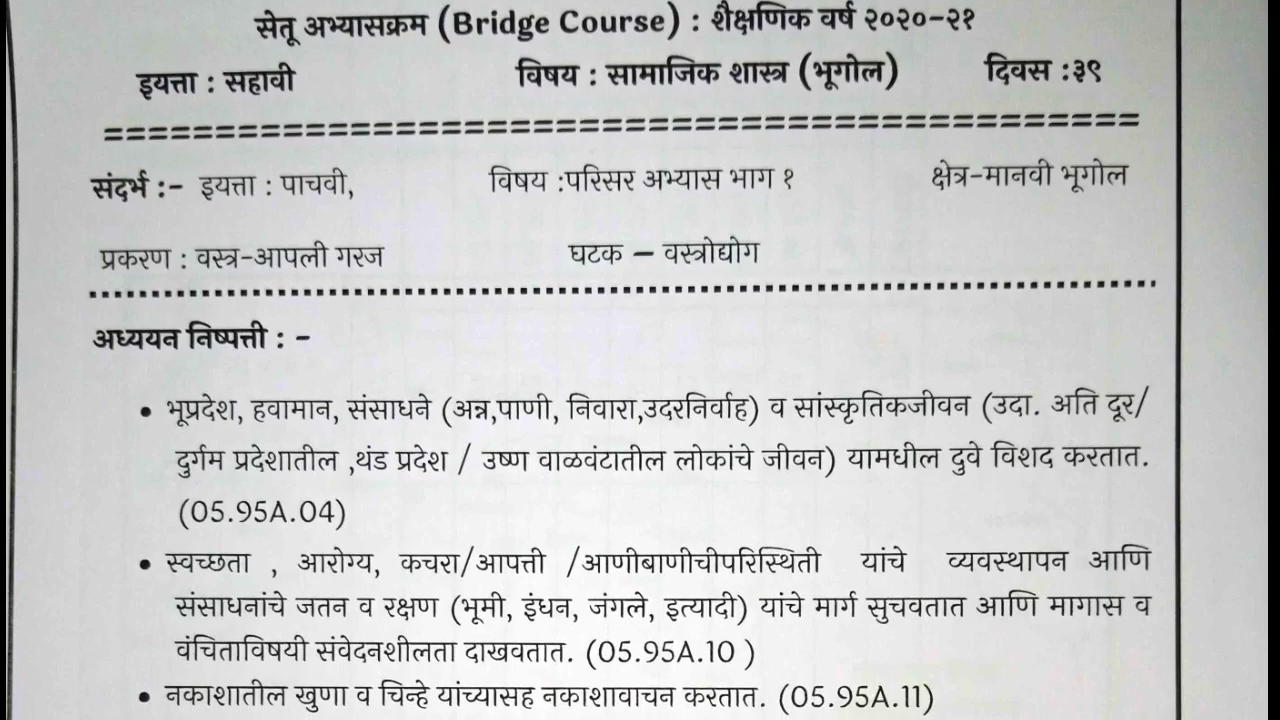 सेतू अभ्यासक्रम (Bridge Course) : शैक्षणिक वर्ष २०२०-२१
इयत्ता : सहावी विषय : सामाजिक शास्त्र (भूगोल) दिवस :३९
==============================================
संदर्भ :- इयत्ता : पाचवी, विषय :परिसर अभ्यास भाग १ क्षेत्र-मानवी भूगोल
प्रकरण : वस्त्र-आपली गरज घटक – वस्त्रोद्योग
अध्ययन निष्पत्ती : -
• भूप्रदेश, हवामान, संसाधने (अन्न,पाणी, निवारा,उदरनिर्वाह) व सांस्कृतिकजीवन (उदा. अति दूर/
दुर्गम प्रदेशातील ,थंड प्रदेश / उष्ण वाळवंटातील लोकांचे जीवन) यामधील दुवे विशद करतात.
(05.95A.04)
• स्वच्छता , आरोग्य, कचरा/आपत्ती /आणीबाणीचीपरिस्थिती यांचे व्यवस्थापन आणि
संसाधनांचे जतन व रक्षण (भूमी, इंधन, जंगले, इत्यादी) यांचे मार्ग सुचवतात आणि मागास व
वंचिताविषयी संवेदनशीलता दाखवतात. (05.95A.10 )
• नकाशातील खुणा व चिन्हे यांच्यासह नकाशावाचन करतात. (05.95A.11)